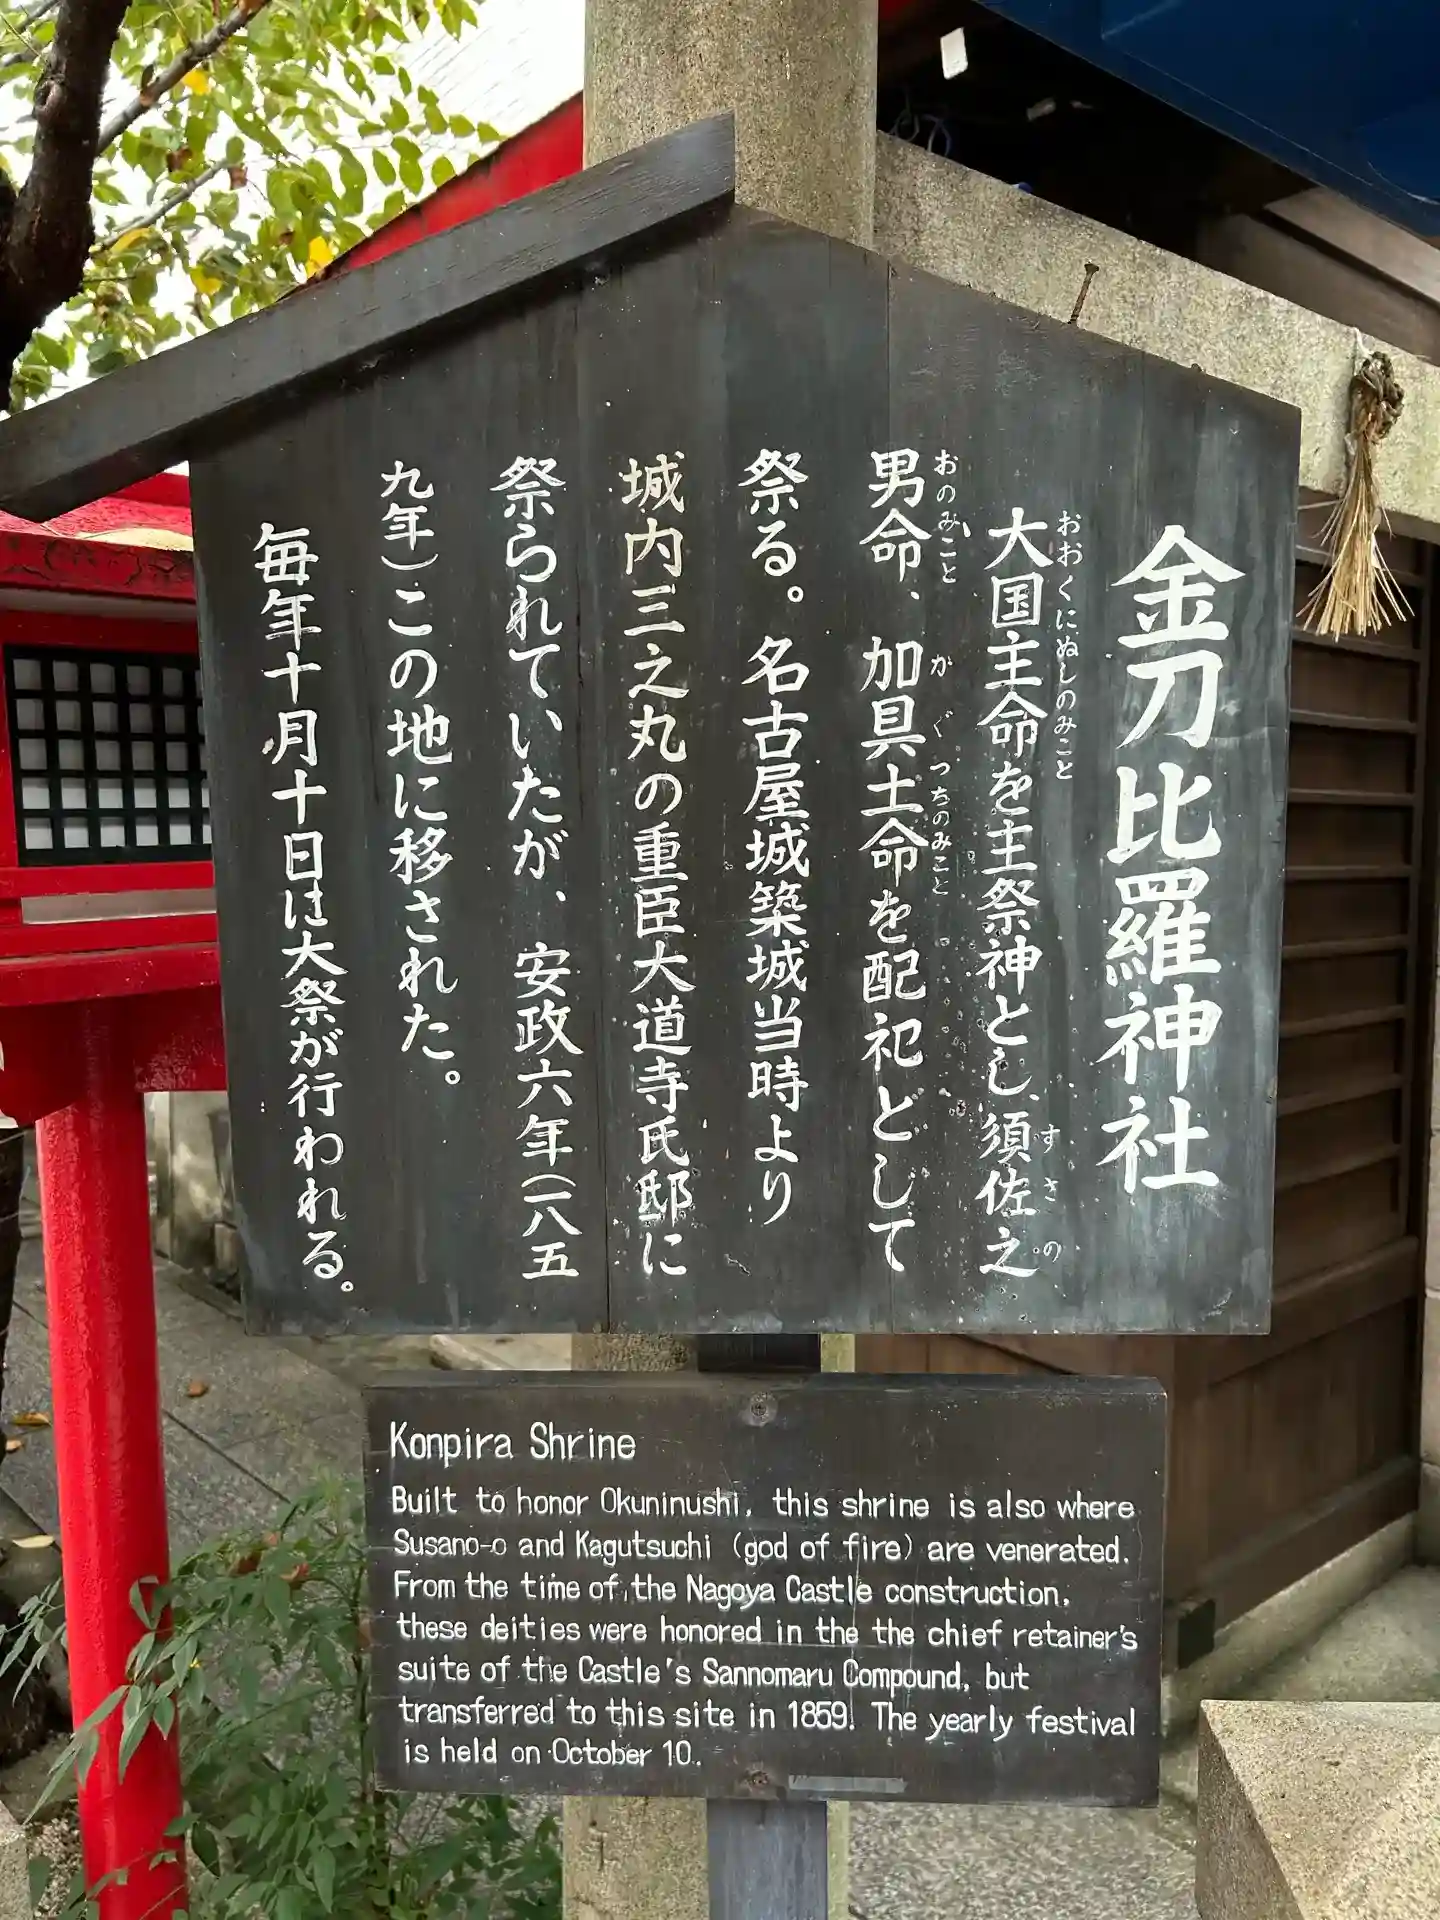 金刀比羅神社
大国主命を主祭神とし、須佐之
おおくにぬしのみこと
すさの
男命、加具土命を配祀として
おのみこと
かぐつちのみこと
祭る。名古屋城築城当時より
城内三之丸の重臣大道寺氏邸に
祭られていたが、安政六年(一八五
九年)この地に移された。
毎年十月十日は大祭が行われる。
Konpira Shrine
Built to honor Okuninushi, this shrine is also where
Susano-o and Kagutsuchi (god of fire) are venerated.
From the time of the Nagoya Castle construction,
these deities were honored in the the chief retainer's
suite of the Castle's Sannomaru Compound, but
transferred to this site in 1859. The yearly festival
is held on October 10.